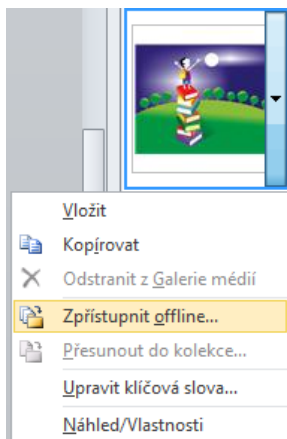 Vložit
Kopírovat
Odstranit z Galerie médií
Zpřístupnit offline...
Přesunout do kolekce...
Upravit klíčová slova...
Náhled/Vlastnosti